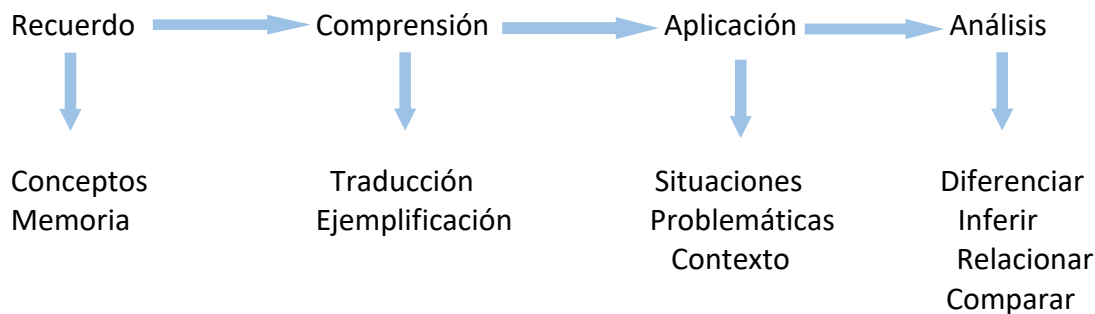 Recuerdo Comprensión Aplicación Análisis
Conceptos Traducción Situaciones Diferenciar
Memoria Ejemplificación Problemáticas Inferir
Contexto Relacionar
Comparar